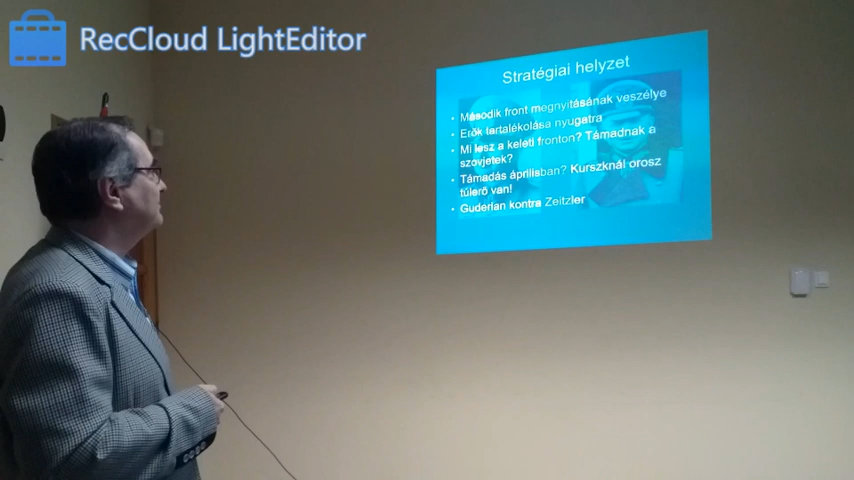 RecCloud LightEditor
Stratégiai helyzet
• Második front megnyitásának veszélye
• Erők tartalékolása nyugatra
• Mi lesz a keleti fronton? Támadnak a
szovjetek?
• Támadás áprilisban? Kurszknál orosz
túlerő van!
• Guderian kontra Zeitzler